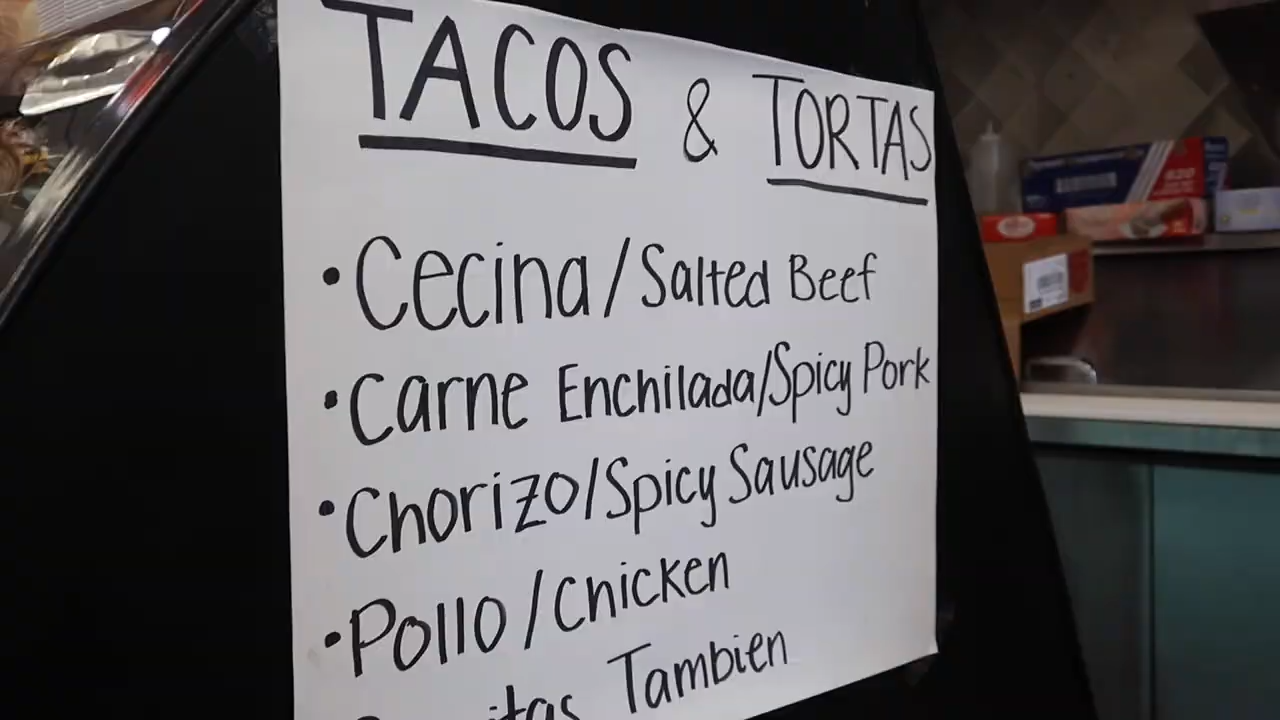 TACOS & TORTAS
• Cecina/Salted Beef
• Carne Enchilada/Spicy Pork
• Chorizo/Spicy Sausage
• Pollo/Chicken
Tambien